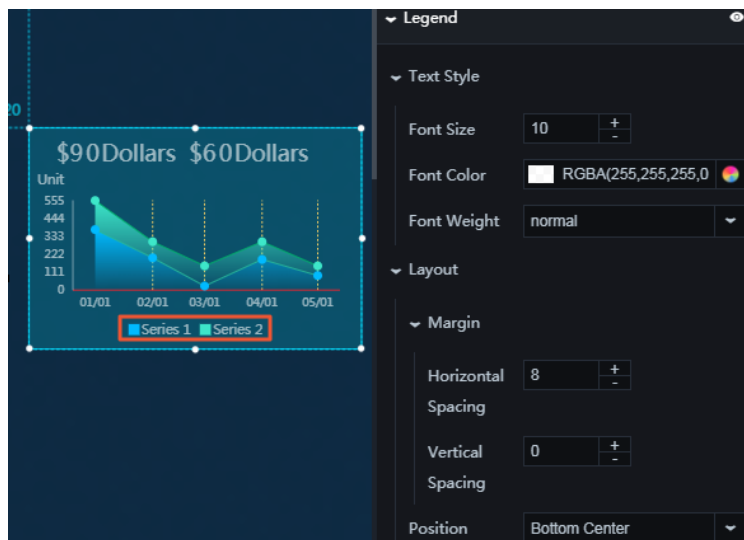 20
$90Dollars $60Dollars
Unit
555
444
333
222
111
0
01/01 02/01 03/01 04/01 05/01
Series 1 Series 2
Legend
Text Style
Font Size 10 + -
Font Color RGBA(255,255,255,0
Font Weight normal
Layout
Margin
Horizontal Spacing 8 + -
Vertical Spacing 0 + -
Position Bottom Center